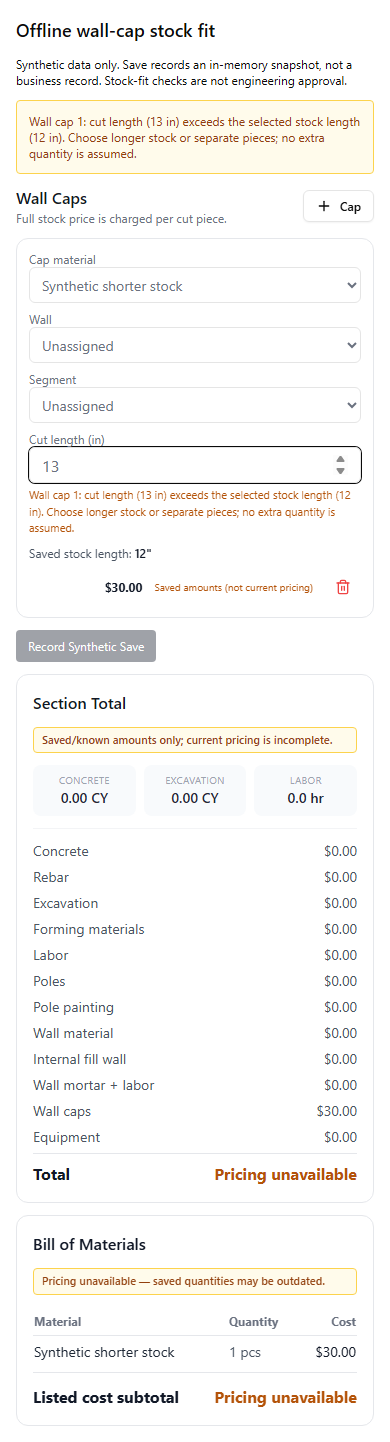 Offline wall-cap stock fit
Synthetic data only. Save records an in-memory snapshot, not a
business record. Stock-fit checks are not engineering approval.
Wall cap 1: cut length (13 in) exceeds the selected stock length
(12 in). Choose longer stock or separate pieces; no extra
quantity is assumed.
Wall Caps
Full stock price is charged per cut piece.
+ Cap
Cap material
Synthetic shorter stock
Wall
Unassigned
Segment
Unassigned
Cut length (in)
13
Wall cap 1: cut length (13 in) exceeds the selected stock length (12
in). Choose longer stock or separate pieces; no extra quantity is
assumed.
Saved stock length: 12"
$30.00 Saved amounts (not current pricing)
Record Synthetic Save
Section Total
Saved/known amounts only; current pricing is incomplete.
CONCRETE EXCAVATION LABOR
0.00 CY 0.00 CY 0.0 hr
Concrete $0.00
Rebar $0.00
Excavation $0.00
Forming materials $0.00
Labor $0.00
Poles $0.00
Pole painting $0.00
Wall material $0.00
Internal fill wall $0.00
Wall mortar + labor $0.00
Wall caps $30.00
Equipment $0.00
Total Pricing unavailable
Bill of Materials
Pricing unavailable — saved quantities may be outdated.
Material Quantity Cost
Synthetic shorter stock 1 pcs $30.00
Listed cost subtotal Pricing unavailable